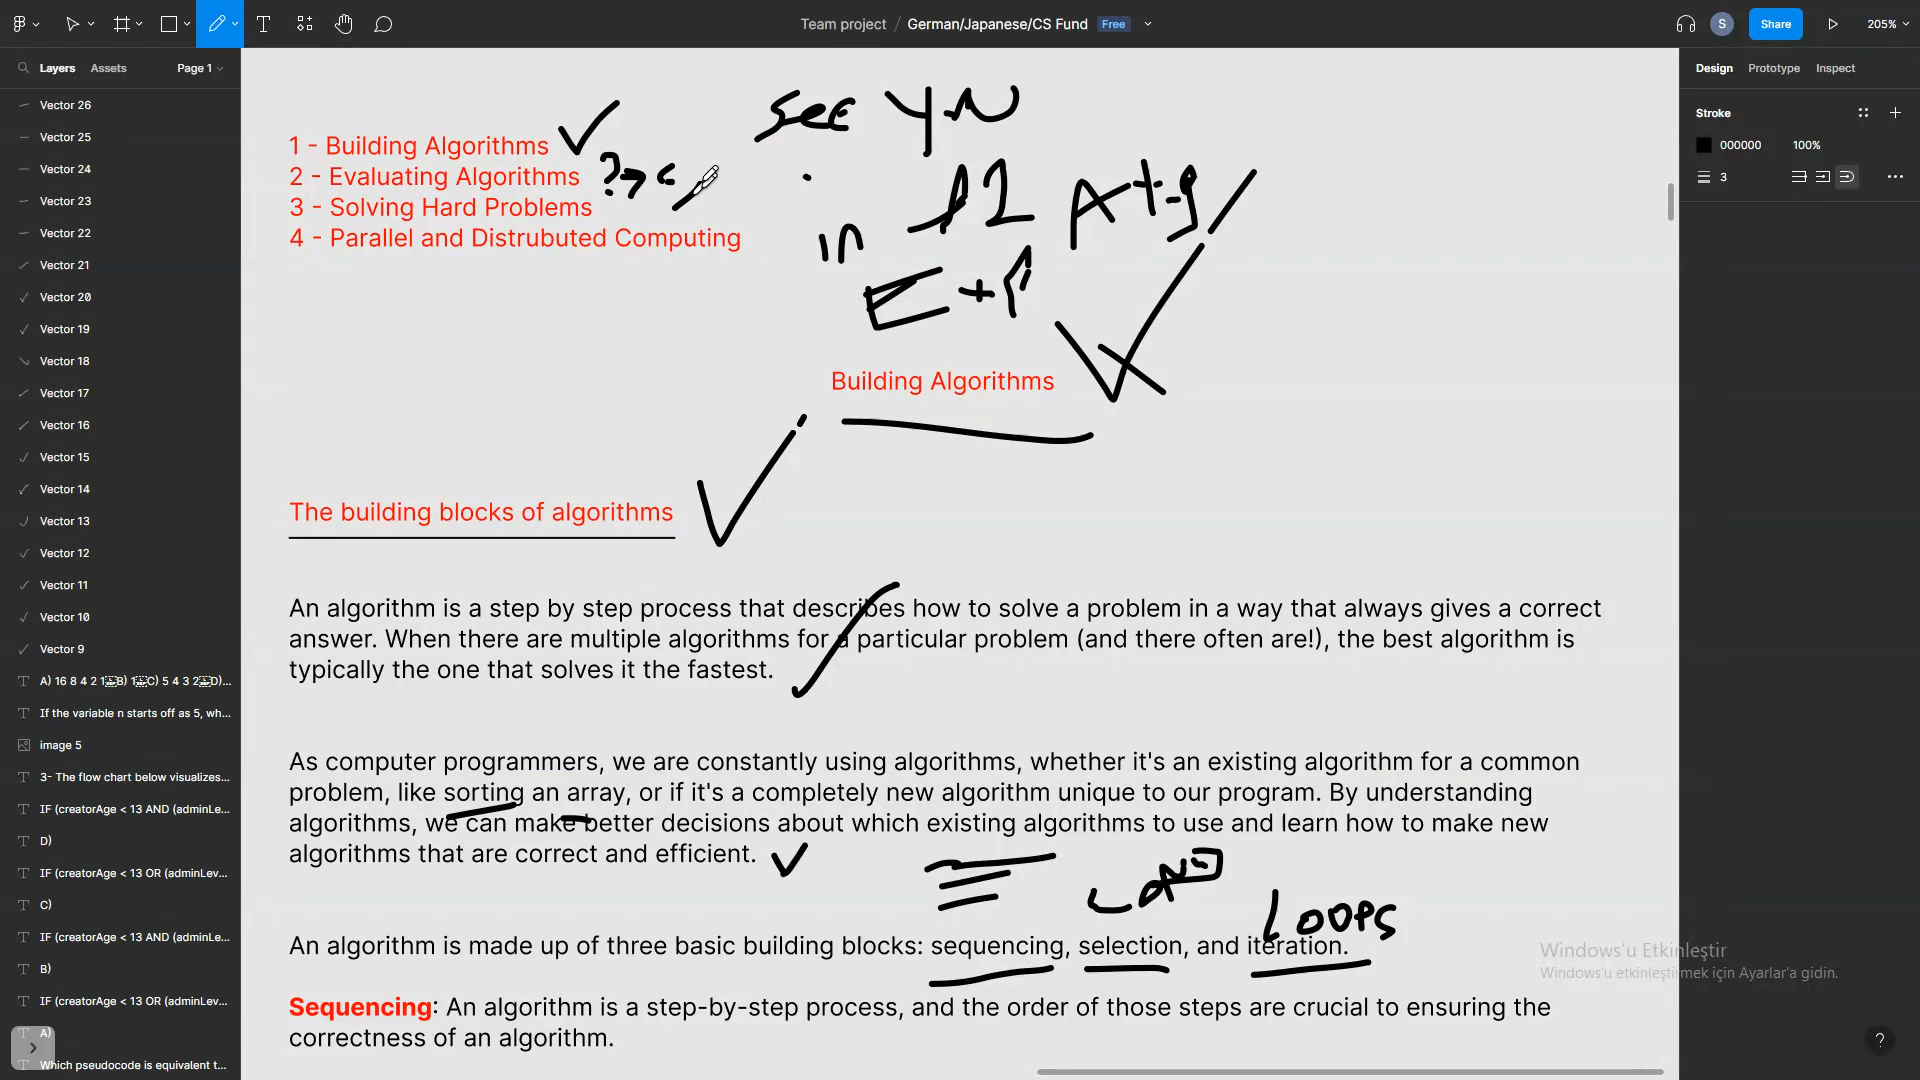 Team project / German/Japanese/CS Fund Free
S
Share
205%
Layers
Assets
Page 1
Design
Prototype
Inspect
Stroke
000000
100%
3
Vector 26
Vector 25
Vector 24
Vector 23
Vector 22
Vector 21
Vector 20
Vector 19
Vector 18
Vector 17
Vector 16
Vector 15
Vector 14
Vector 13
Vector 12
Vector 11
Vector 10
Vector 9
If the variable n starts off as 5, wh...
image 5
3- The flow chart below visualizes...
IF (creatorAge < 13 AND (adminLe...
D)
IF (creatorAge < 13 OR (adminLev...
C)
IF (creatorAge < 13 AND (adminLe...
B)
IF (creatorAge < 13 OR (adminLev...
A)
Which pseudocode is equivalent t...
see Y-N
1 - Building Algorithms
2 - Evaluating Algorithms
3 - Solving Hard Problems
4 - Parallel and Distrubuted Computing
in
Building Algorithms
The building blocks of algorithms
An algorithm is a step by step process that describes how to solve a problem in a way that always gives a correct
answer. When there are multiple algorithms for a particular problem (and there often are!), the best algorithm is
typically the one that solves it the fastest.
As computer programmers, we are constantly using algorithms, whether it's an existing algorithm for a common
problem, like sorting an array, or if it's a completely new algorithm unique to our program. By understanding
algorithms, we can make better decisions about which existing algorithms to use and learn how to make new
algorithms that are correct and efficient.
Loops
An algorithm is made up of three basic building blocks: sequencing, selection, and iteration.
Sequencing: An algorithm is a step-by-step process, and the order of those steps are crucial to ensuring the
correctness of an algorithm.
Windows'u Etkinleştir
Windows'u etkinleştirmek için Ayarlar'a gidin.
?